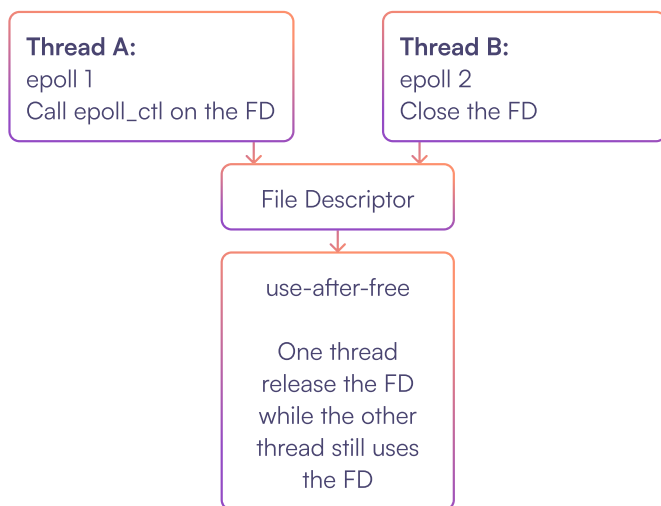 Thread A:
epoll 1
Call epoll_ctl on the FD
Thread B:
epoll 2
Close the FD
File Descriptor
use-after-free
One thread
release the FD
while the other
thread still uses
the FD